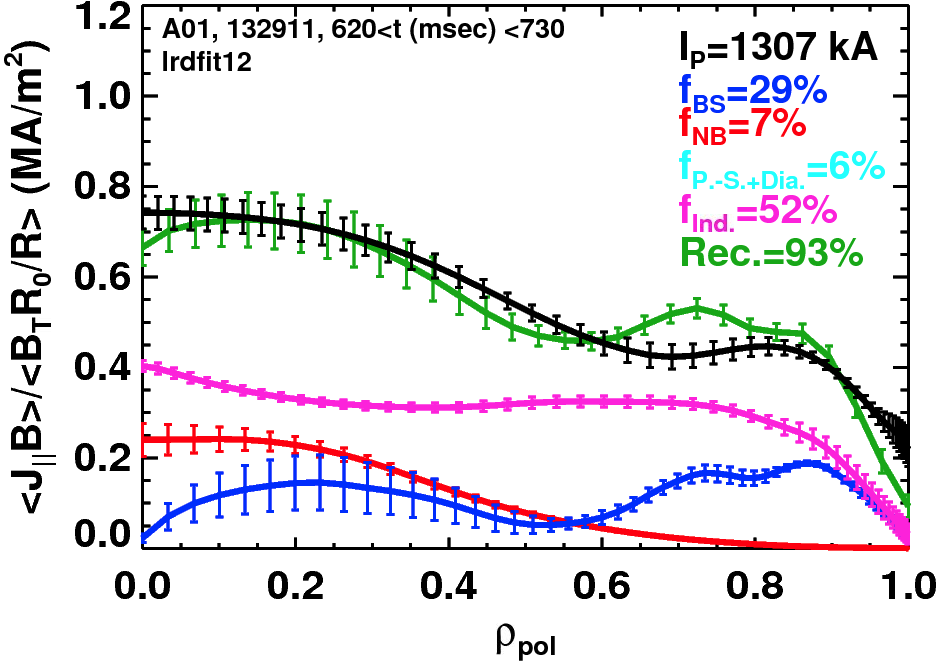 A01, 132911, 620<t (msec) <730
lrdfit12
I_P=1307 kA
f_BS=29%
f_NB=7%
f_P.-S.+Dia.=6%
f_Ind.=52%
Rec.=93%
<J_||B>/<B_TR_0/R> (MA/m^2)
1.2
1.0
0.8
0.6
0.4
0.2
0.0
0.0 0.2 0.4 0.6 0.8 1.0
ρ_pol